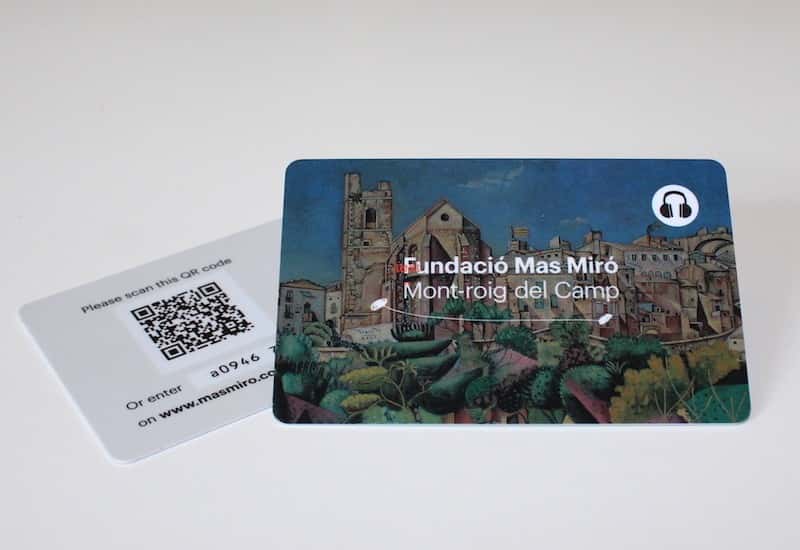 Fundació Mas Miró
Mont-roig del Camp
Please scan this QR code
Or enter a0946
on www.masmiro.co